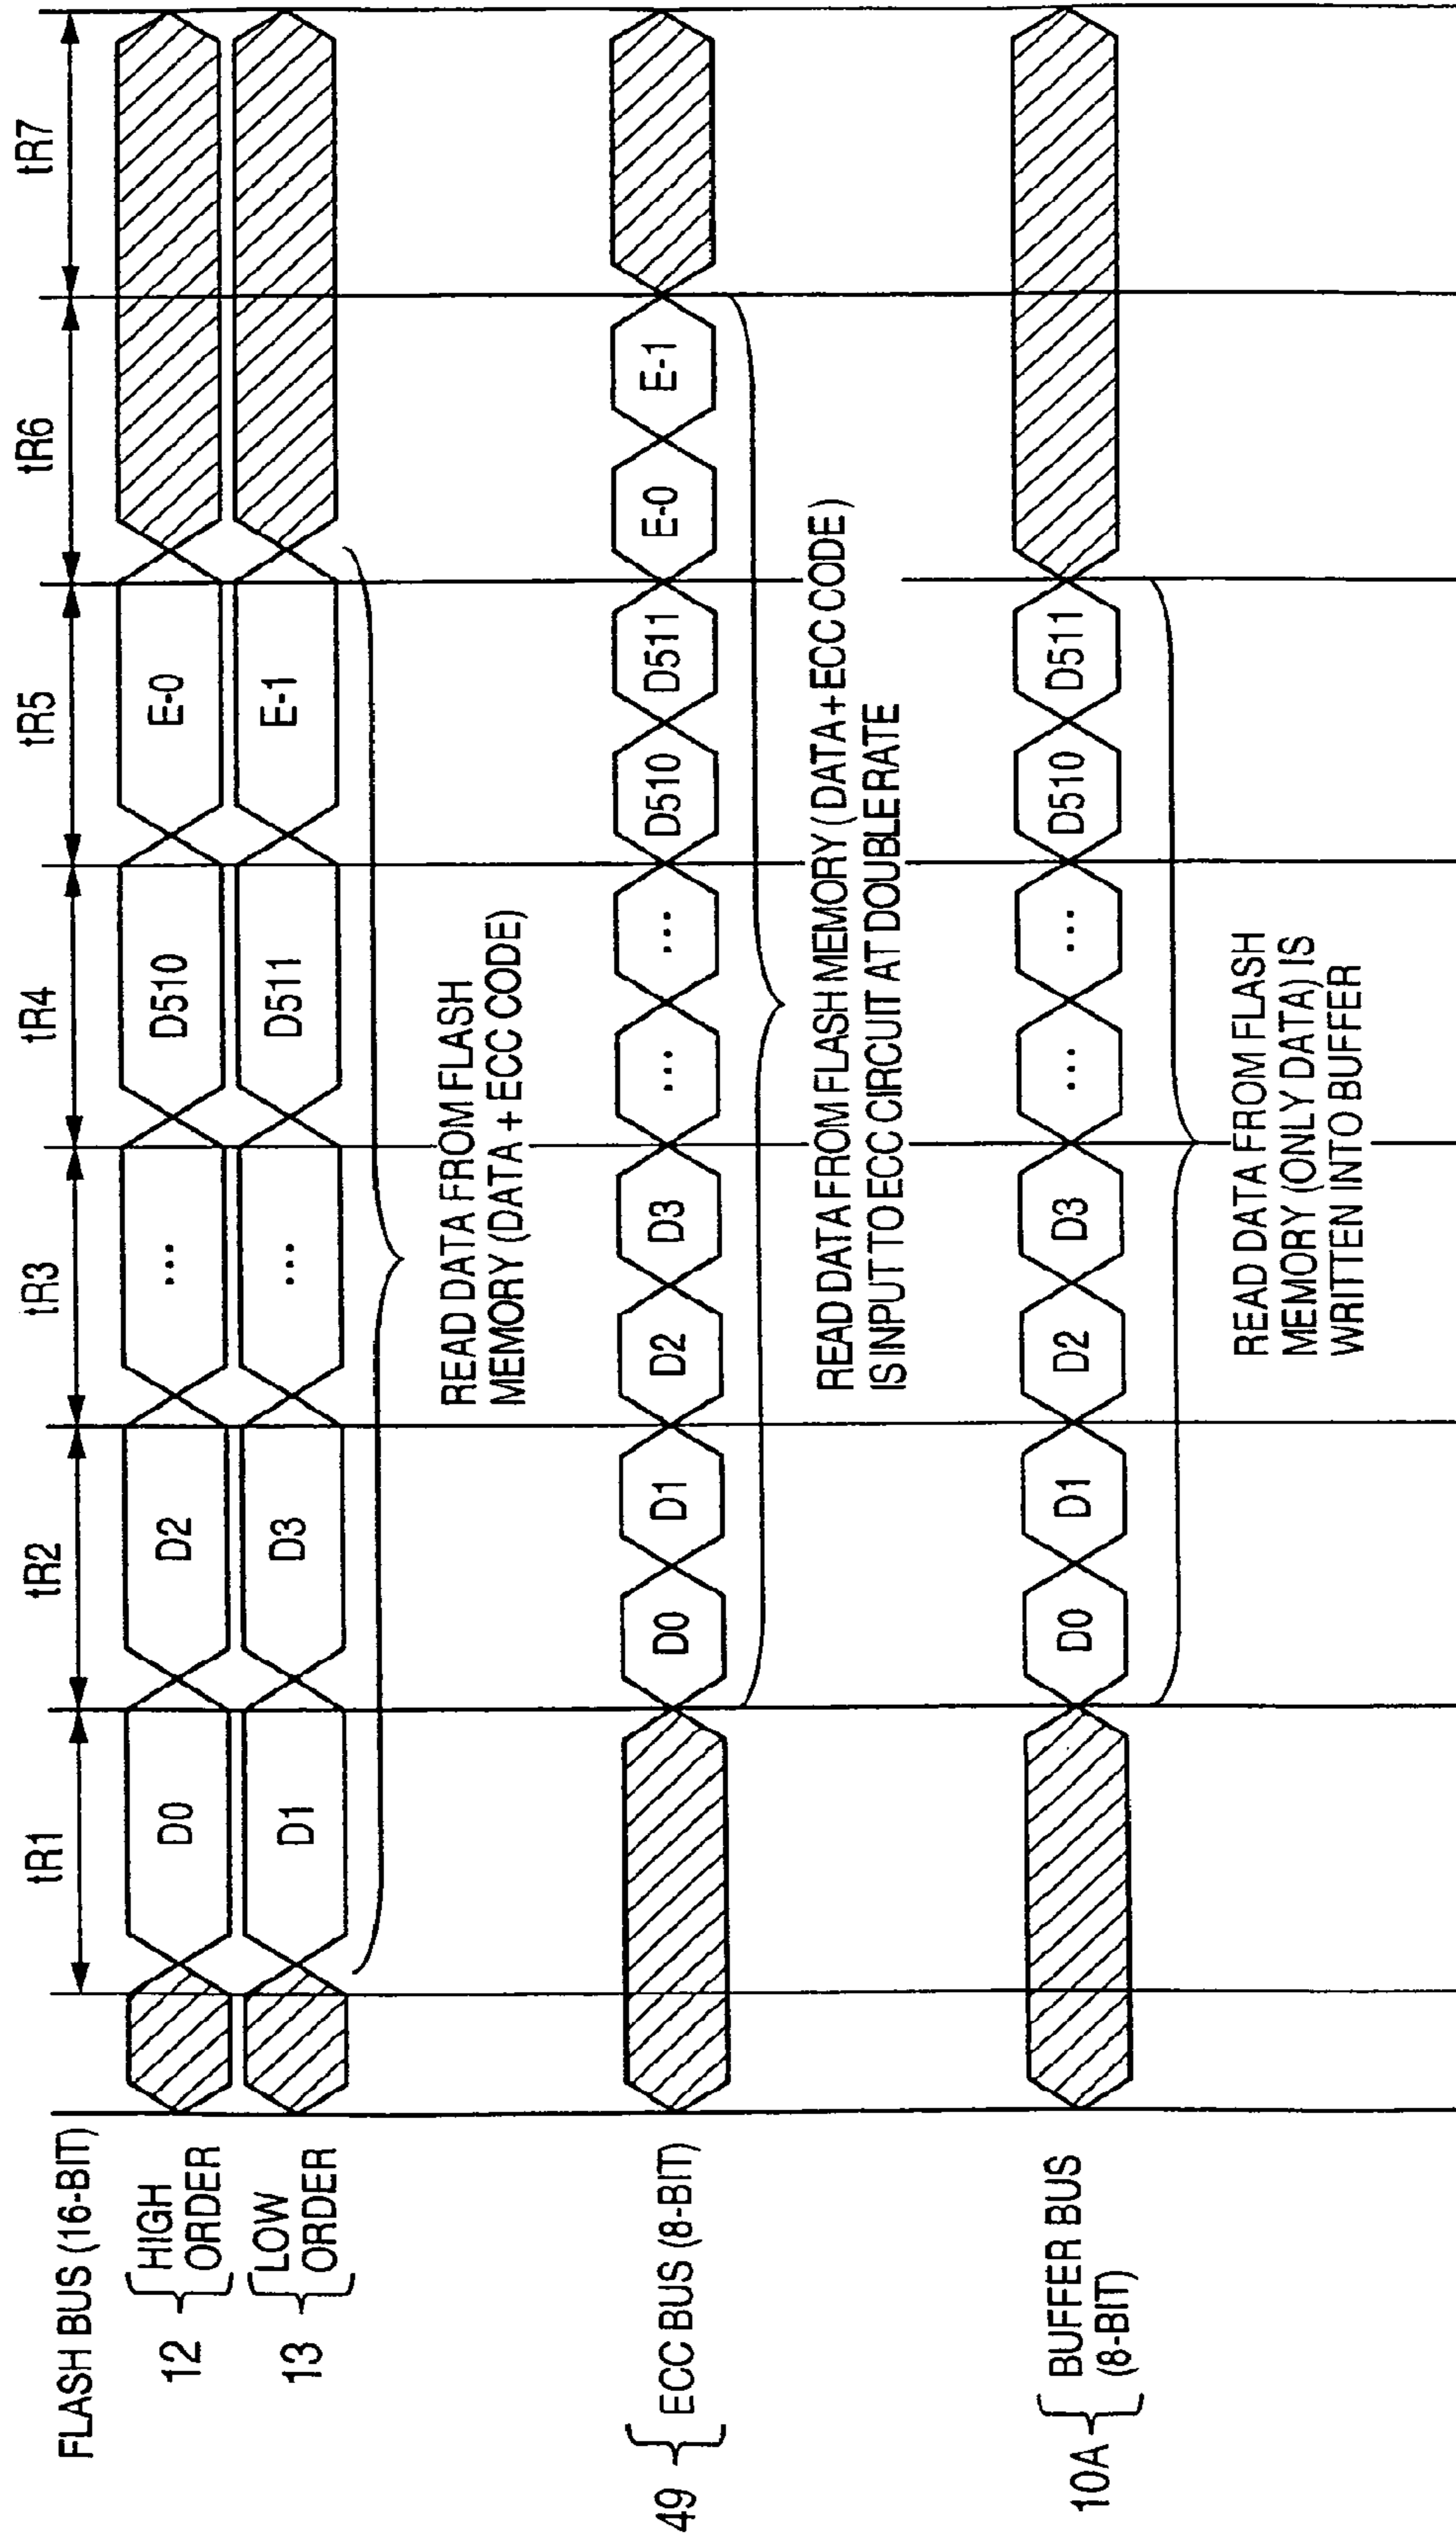 tR1 tR2 tR3 tR4 tR5 tR6 tR7
FLASH BUS (16-BIT)
12 HIGH
ORDER
D0 D2 ... D510 E-0
13 LOW
ORDER
D1 D3 ... D511 E-1
READ DATA FROM FLASH
MEMORY (DATA + ECC CODE)
49 ECC BUS (8-BIT)
D0 D1 D2 D3 ... ... D510 D511 E-0 E-1
READ DATA FROM FLASH MEMORY (DATA+ECC CODE)
IS INPUT TO ECC CIRCUIT AT DOUBLE RATE
10A BUFFER BUS
(8-BIT)
D0 D1 D2 D3 ... ... D510 D511
READ DATA FROM FLASH
MEMORY (ONLY DATA) IS
WRITTEN INTO BUFFER